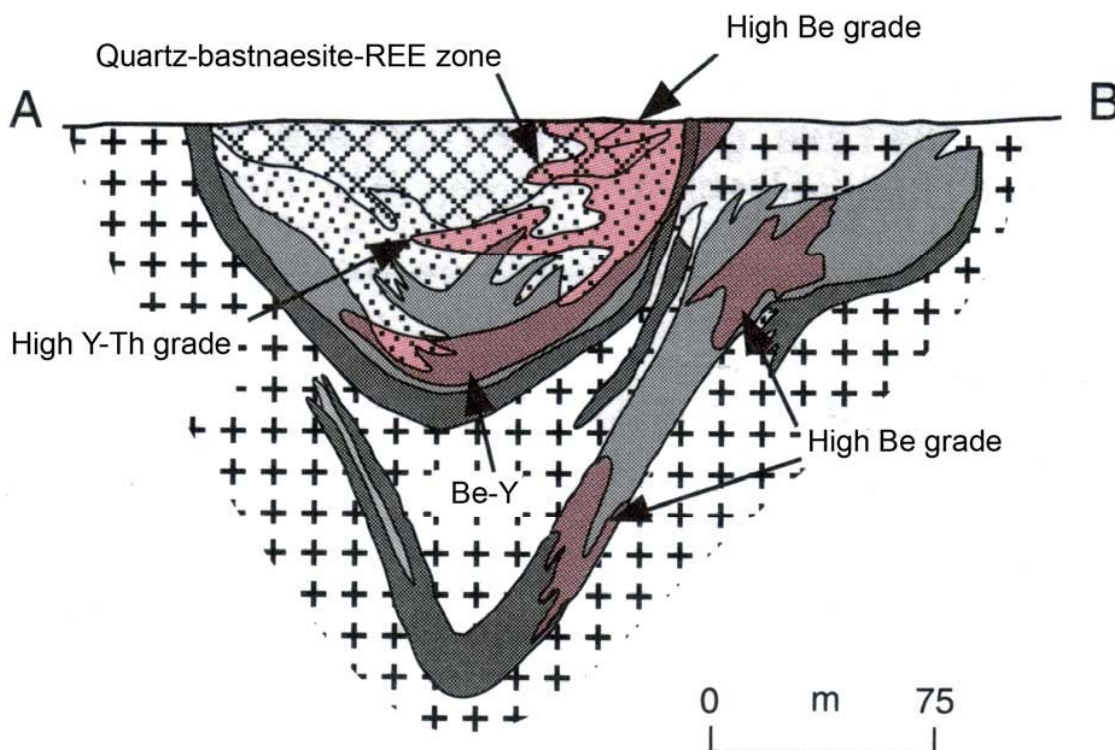 High Be grade
Quartz-bastnaesite-REE zone
A
B
High Y-Th grade
High Be grade
Be-Y
0 m 75